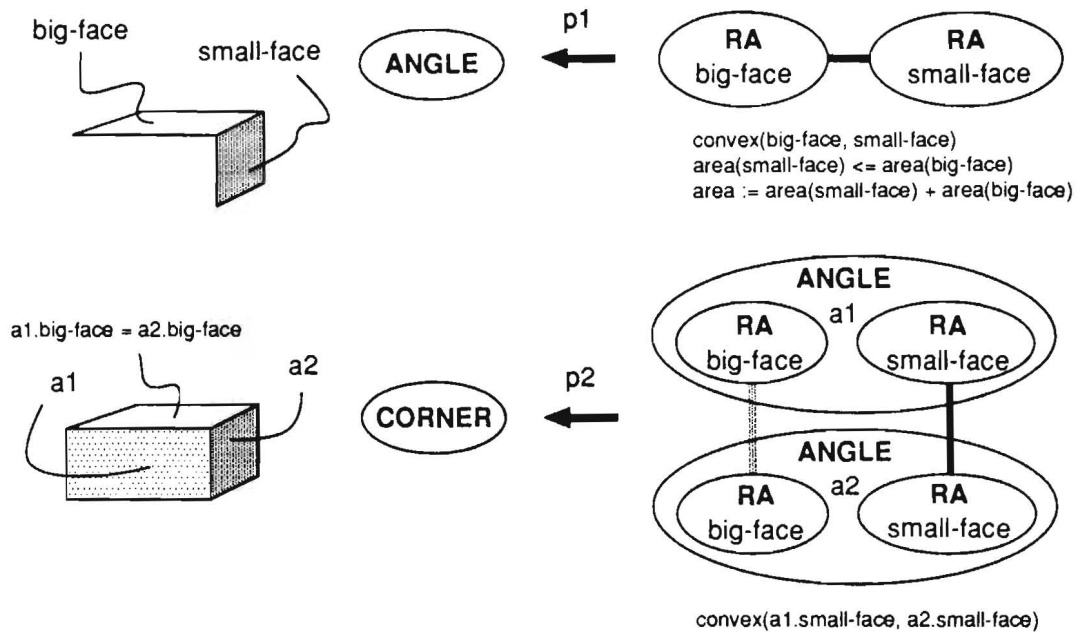 big-face
small-face
ANGLE
p1
RA
big-face
RA
small-face
convex(big-face, small-face)
area(small-face) <= area(big-face)
area := area(small-face) + area(big-face)
a1.big-face = a2.big-face
a1
a2
CORNER
p2
ANGLE
a1
RA
big-face
RA
small-face
ANGLE
a2
RA
big-face
RA
small-face
convex(a1.small-face, a2.small-face)